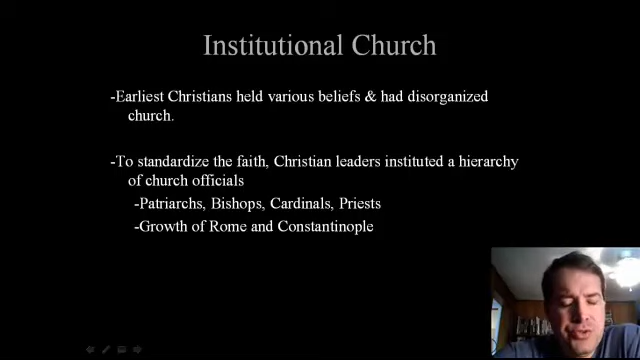 Institutional Church
-Earliest Christians held various beliefs & had disorganized
church.
-To standardize the faith, Christian leaders instituted a hierarchy
of church officials
-Patriarchs, Bishops, Cardinals, Priests
-Growth of Rome and Constantinople